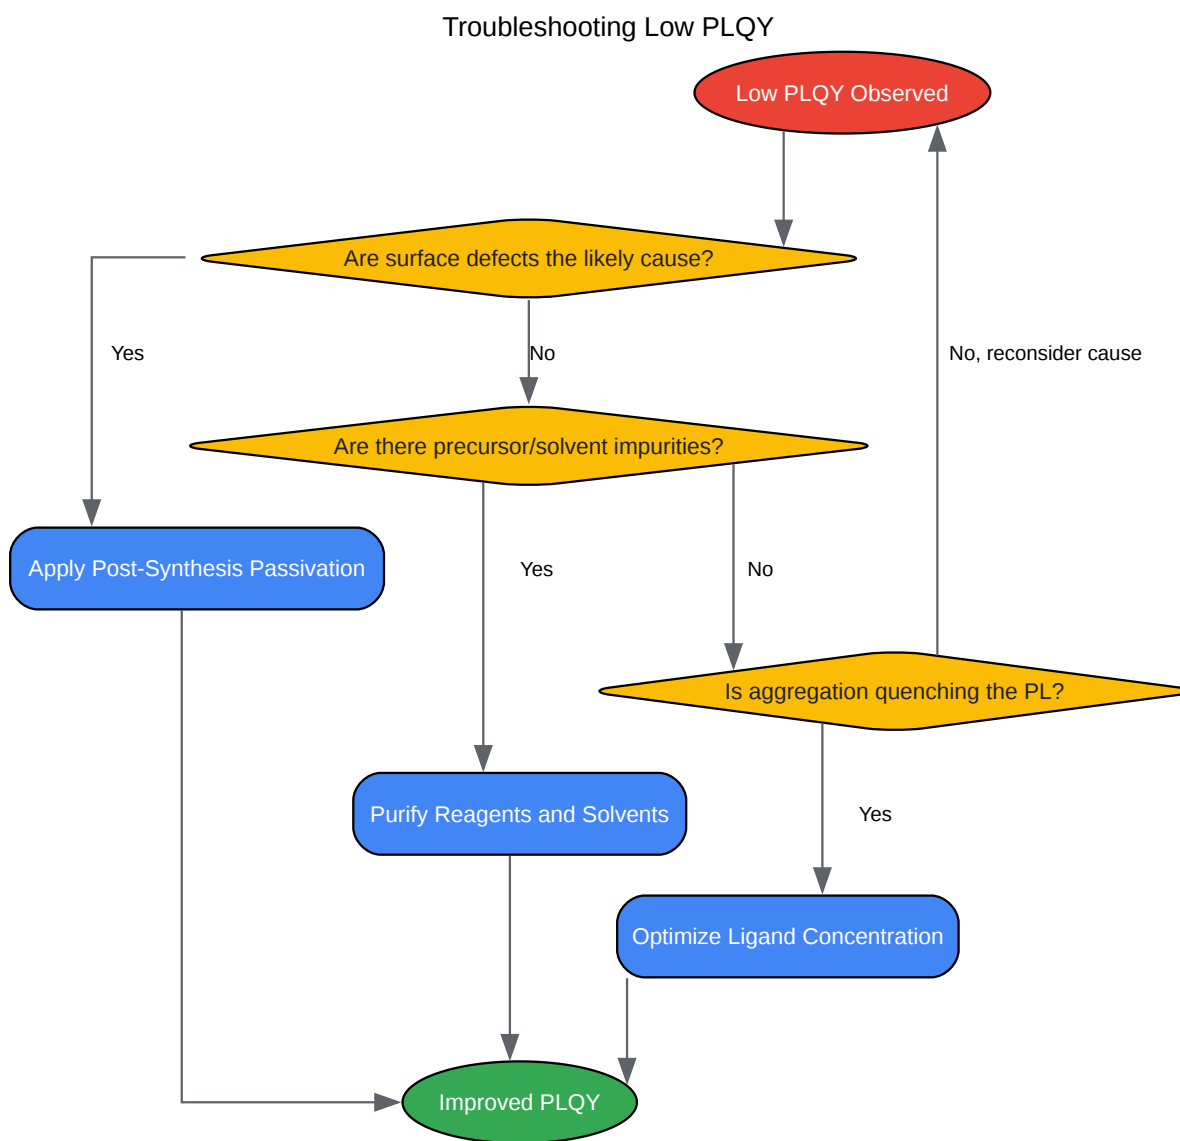 Troubleshooting Low PLQY
Low PLQY Observed
Are surface defects the likely cause?
Yes
No
No, reconsider cause
Are there precursor/solvent impurities?
Apply Post-Synthesis Passivation
Yes
No
Is aggregation quenching the PL?
Purify Reagents and Solvents
Yes
Optimize Ligand Concentration
Improved PLQY